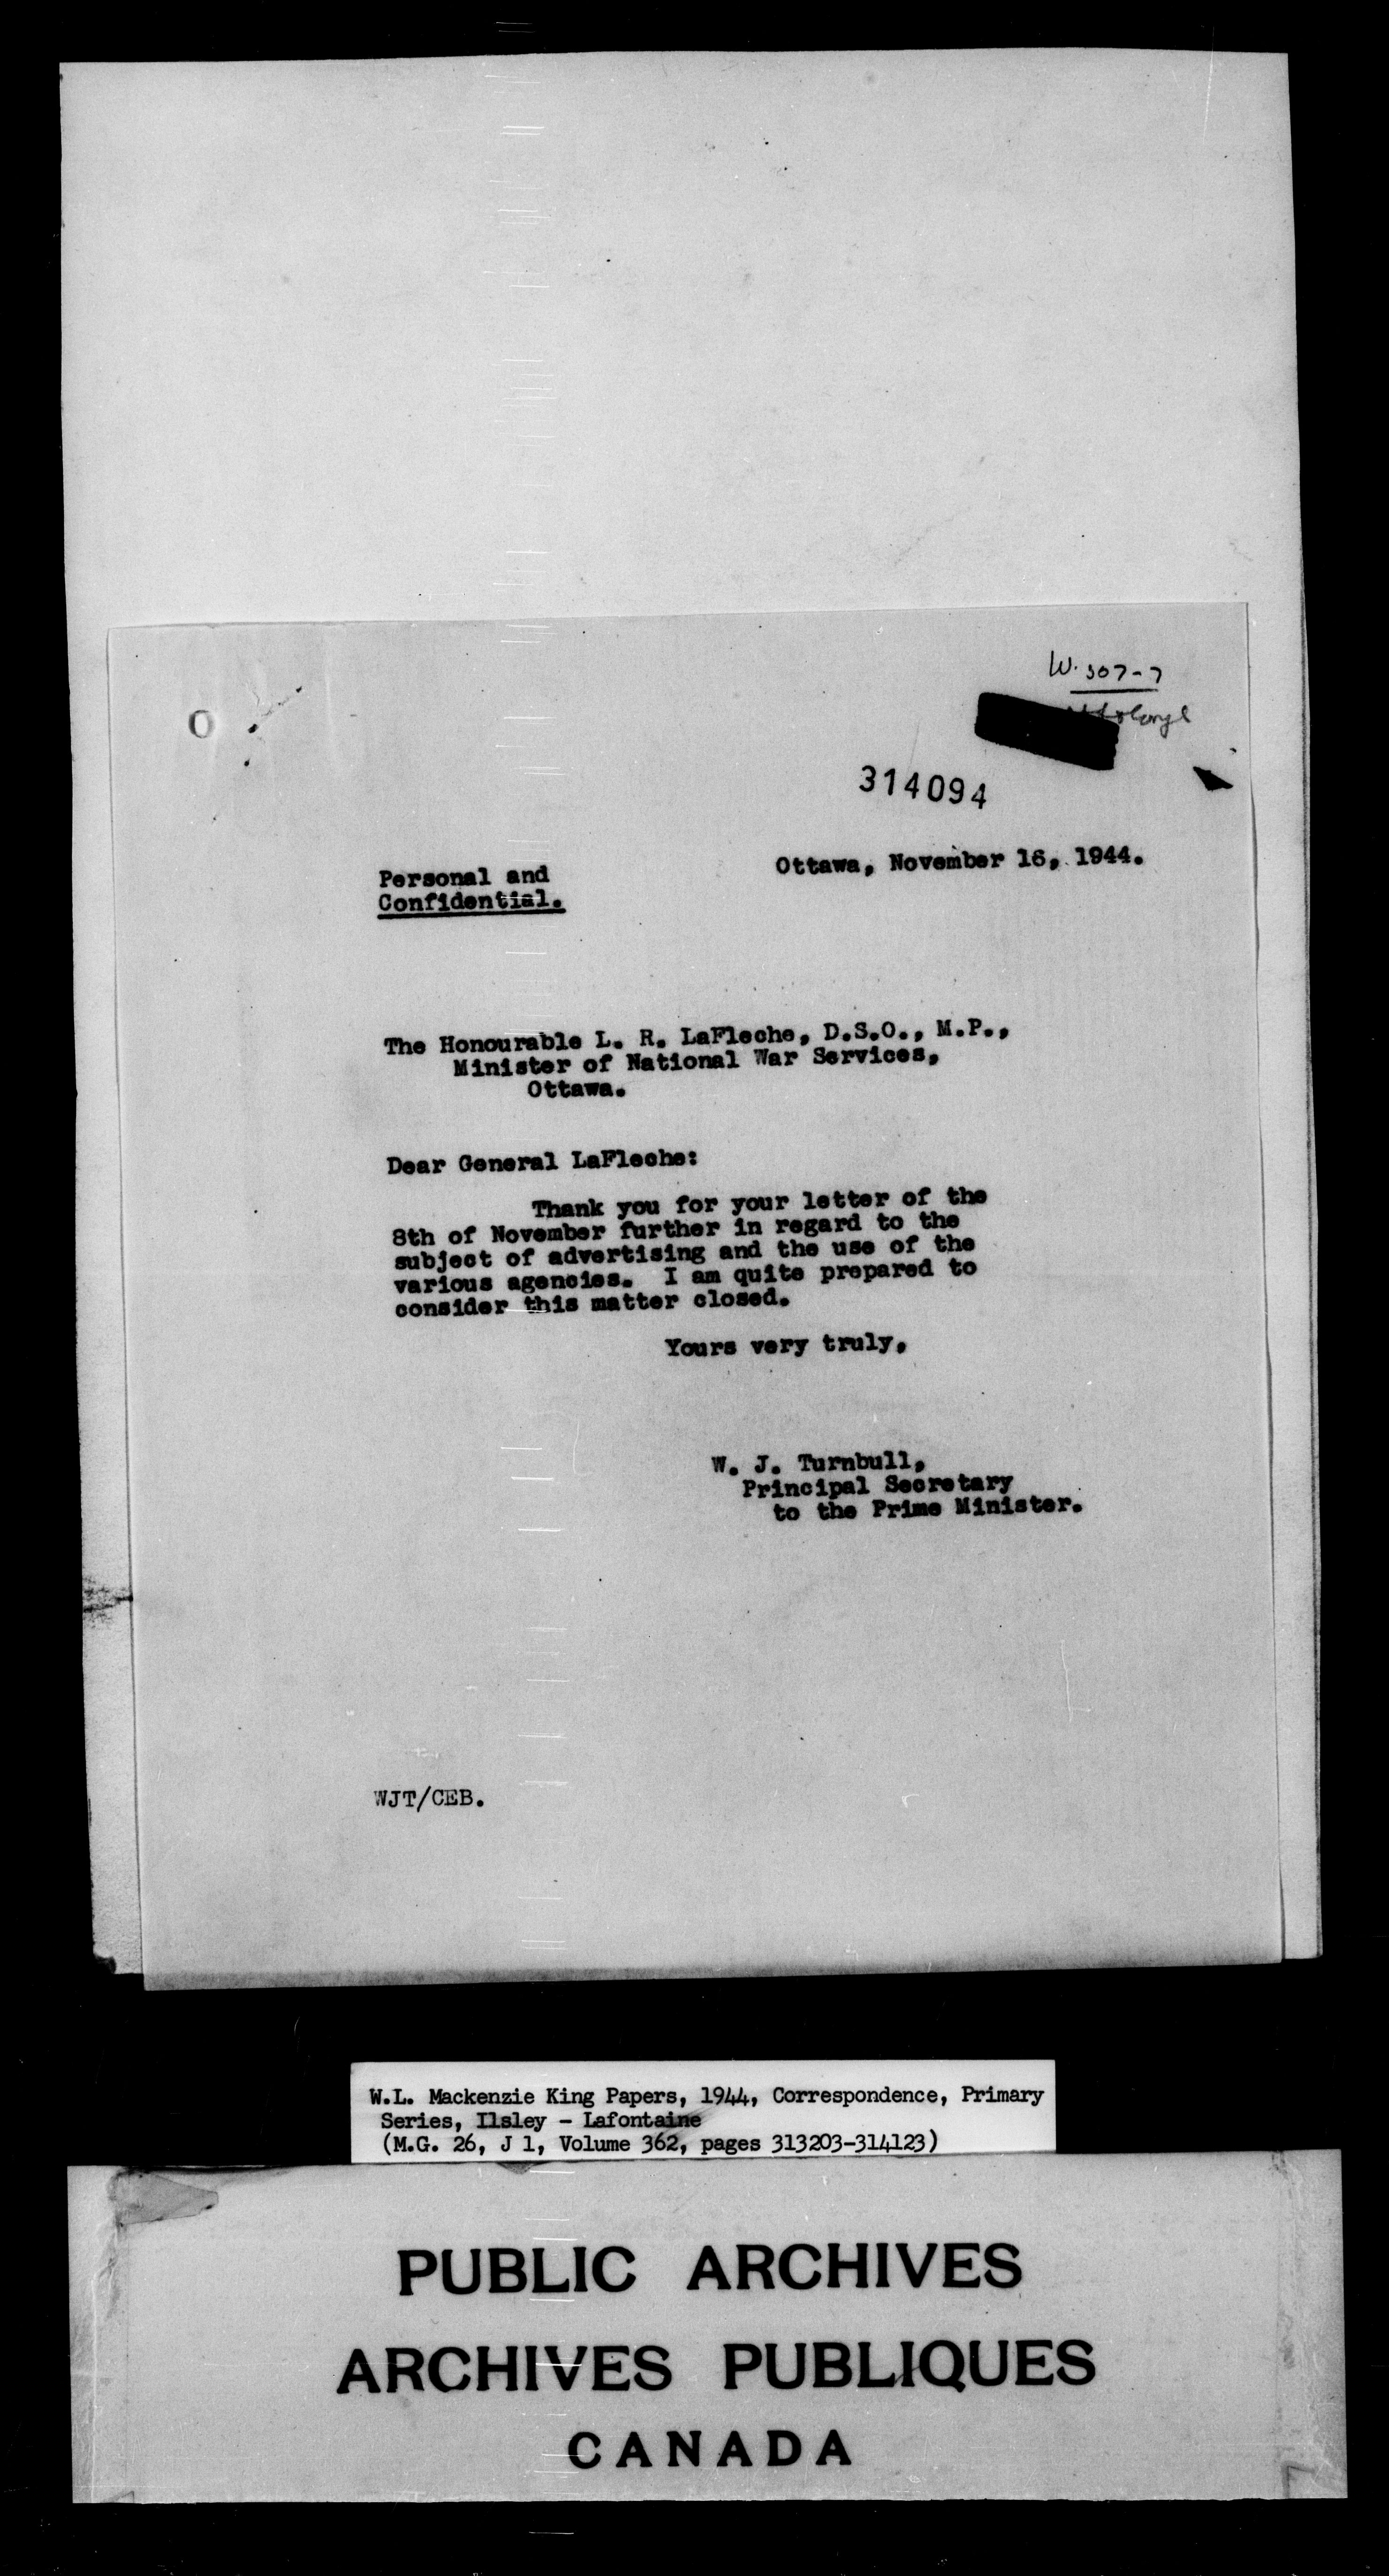 W. 307-7
314094
Ottawa, November 16, 1944.
Personal and
Confidential.
The Honourable L. R. LaFleche, D.S.O., M.P.,
Minister of National War Services,
Ottawa.
Dear General LaFleche:
Thank you for your letter of the
8th of November further in regard to the
subject of advertising and the use of the
various agencies. I am quite prepared to
consider this matter closed.
Yours very truly,
W. J. Turnbull,
Principal Secretary
to the Prime Minister.
WJT/CEB.
W.L. Mackenzie King Papers, 1944, Correspondence, Primary
Series, Ilsley - Lafontaine
(M.G. 26, J 1, Volume 362, pages 313203-314123)
PUBLIC ARCHIVES
ARCHIVES PUBLIQUES
CANADA